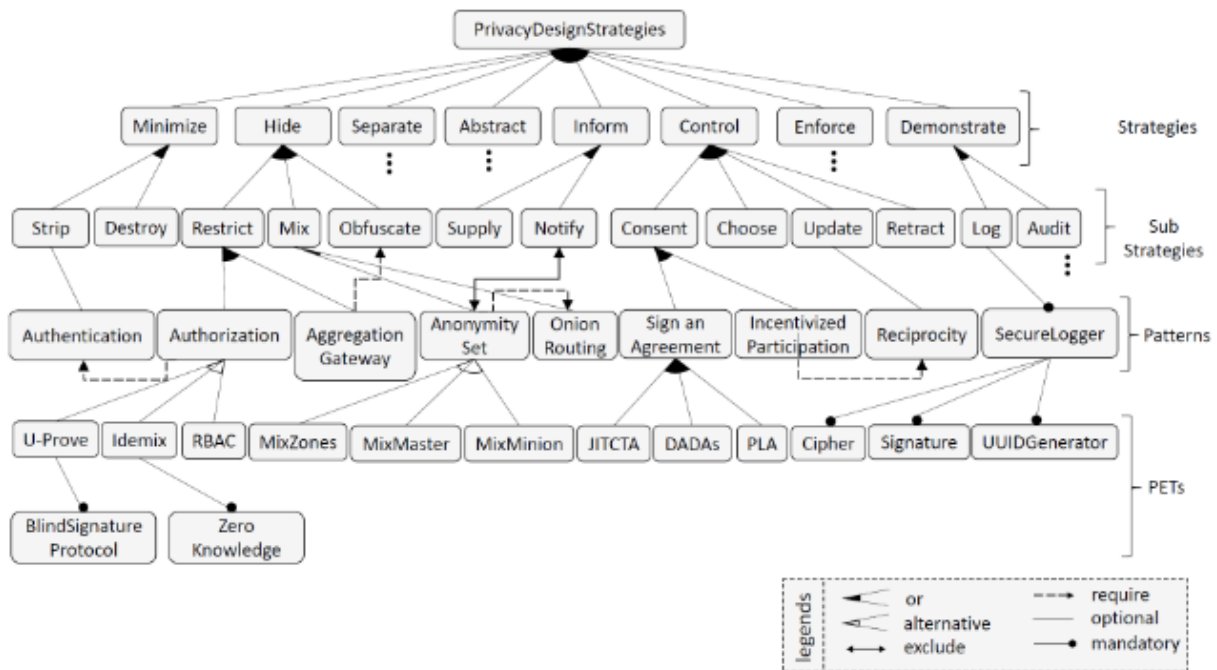 PrivacyDesignStrategies
Minimize
Hide
Separate
Abstract
Inform
Control
Enforce
Demonstrate
Strategies
Strip
Destroy
Restrict
Mix
Obfuscate
Supply
Notify
Consent
Choose
Update
Retract
Log
Audit
Sub
Strategies
Authentication
Authorization
Aggregation
Gateway
Anonymity
Set
Onion
Routing
Sign an
Agreement
Incentivized
Participation
Reciprocity
SecureLogger
Patterns
U-Prove
Idemix
RBAC
MixZones
MixMaster
MixMinion
JITCTA
DADAs
PLA
Cipher
Signature
UUIDGenerator
PETs
BlindSignature
Protocol
Zero
Knowledge
legends
or
alternative
exclude
require
optional
mandatory